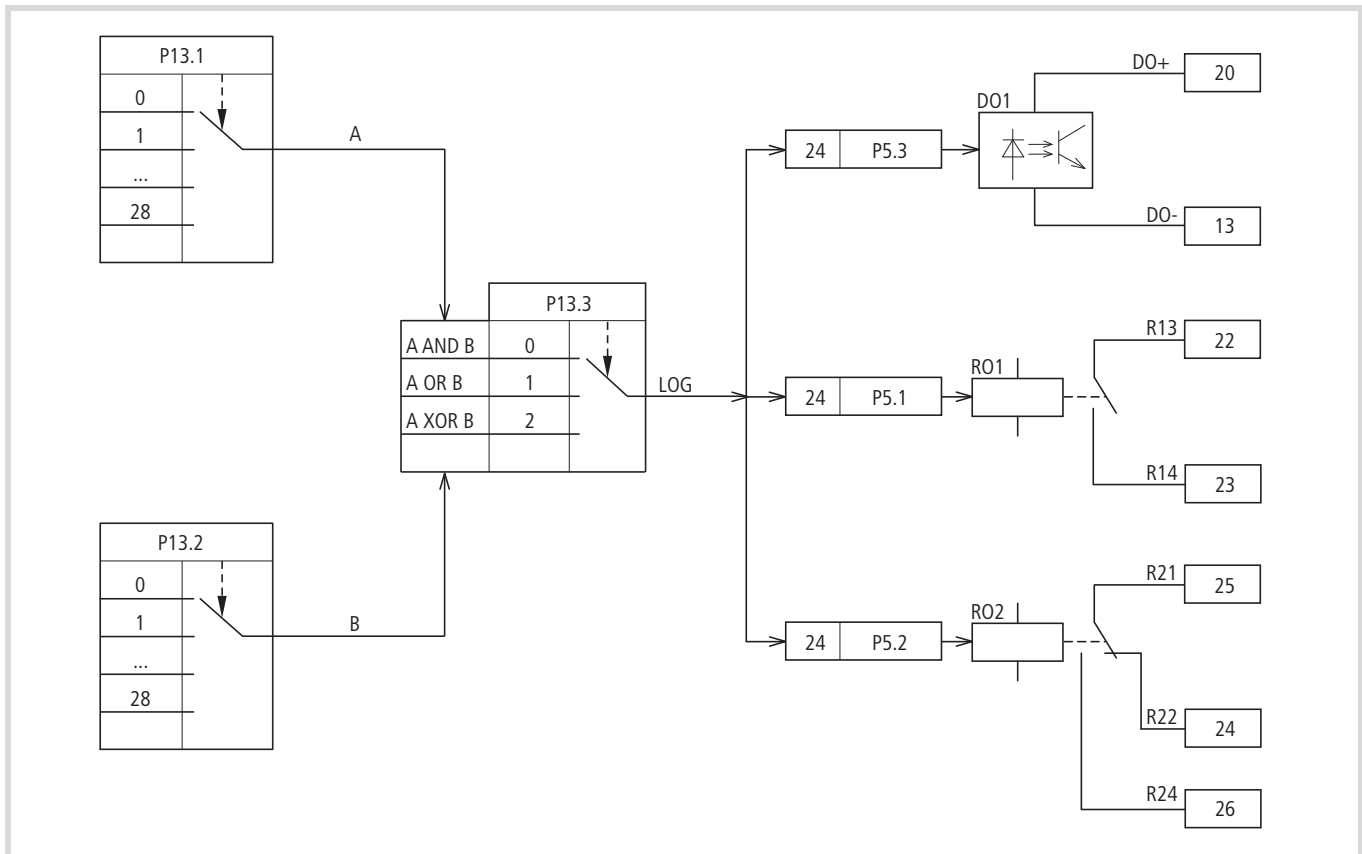 P13.1
0
1
...
28
A
P13.2
0
1
...
28
B
P13.3
A AND B 0
A OR B 1
A XOR B 2
LOG
24 P5.3
DO1
DO+ 20
DO- 13
24 P5.1
RO1
R13 22
R14 23
24 P5.2
RO2
R21 25
R22 24
R24 26